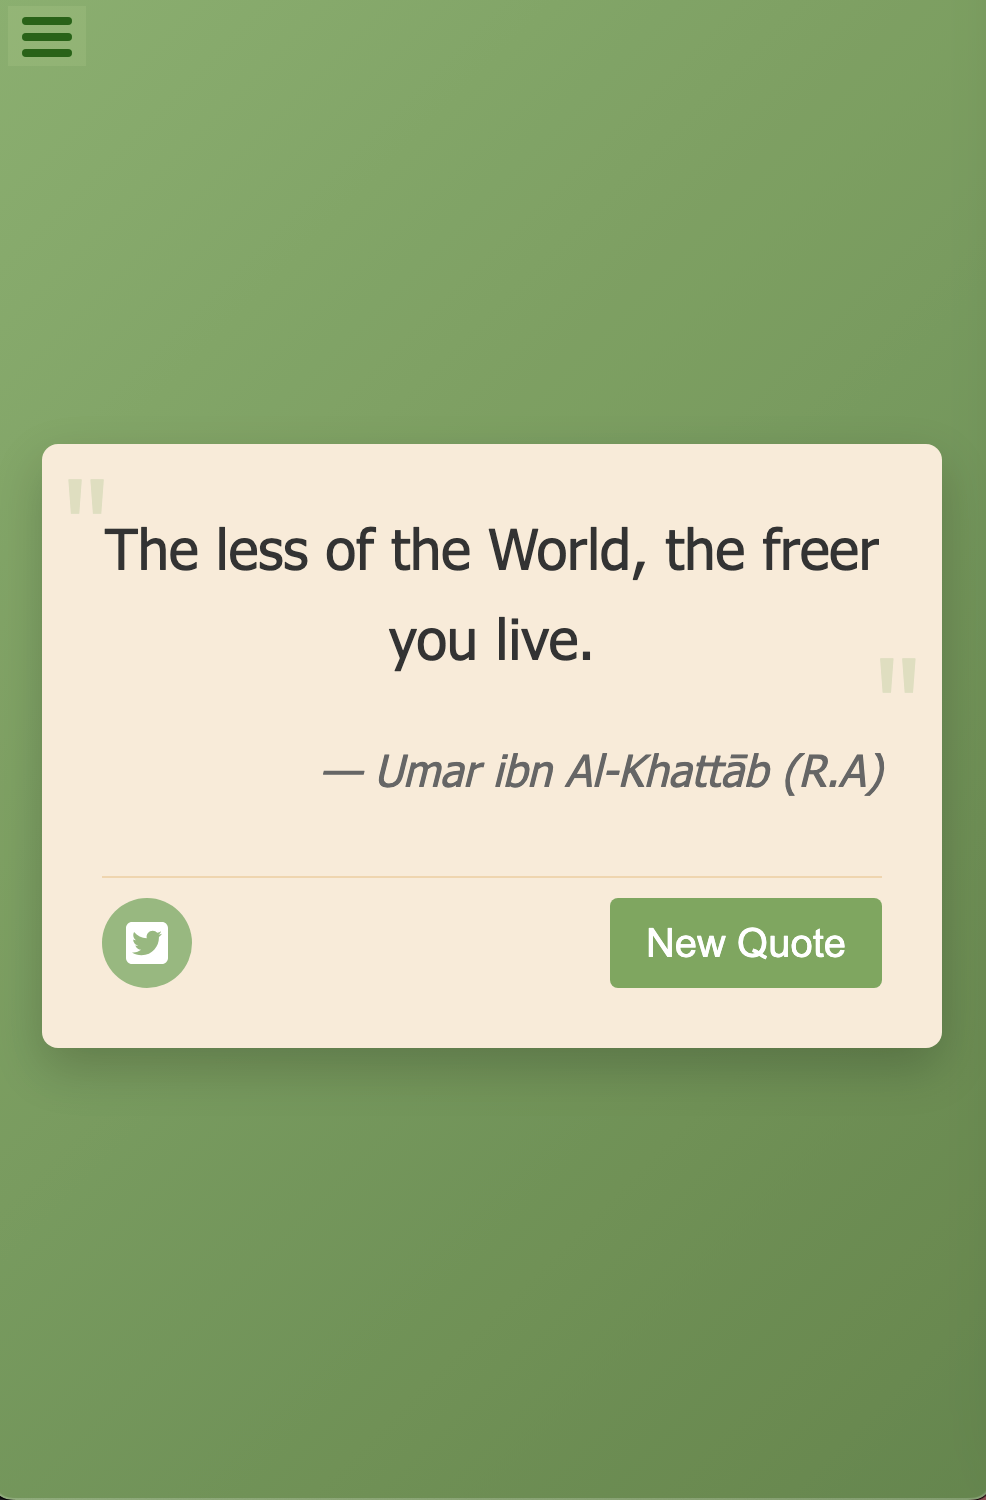 "
The less of the World, the freer
you live.
"
— Umar ibn Al-Khattāb (R.A)
New Quote